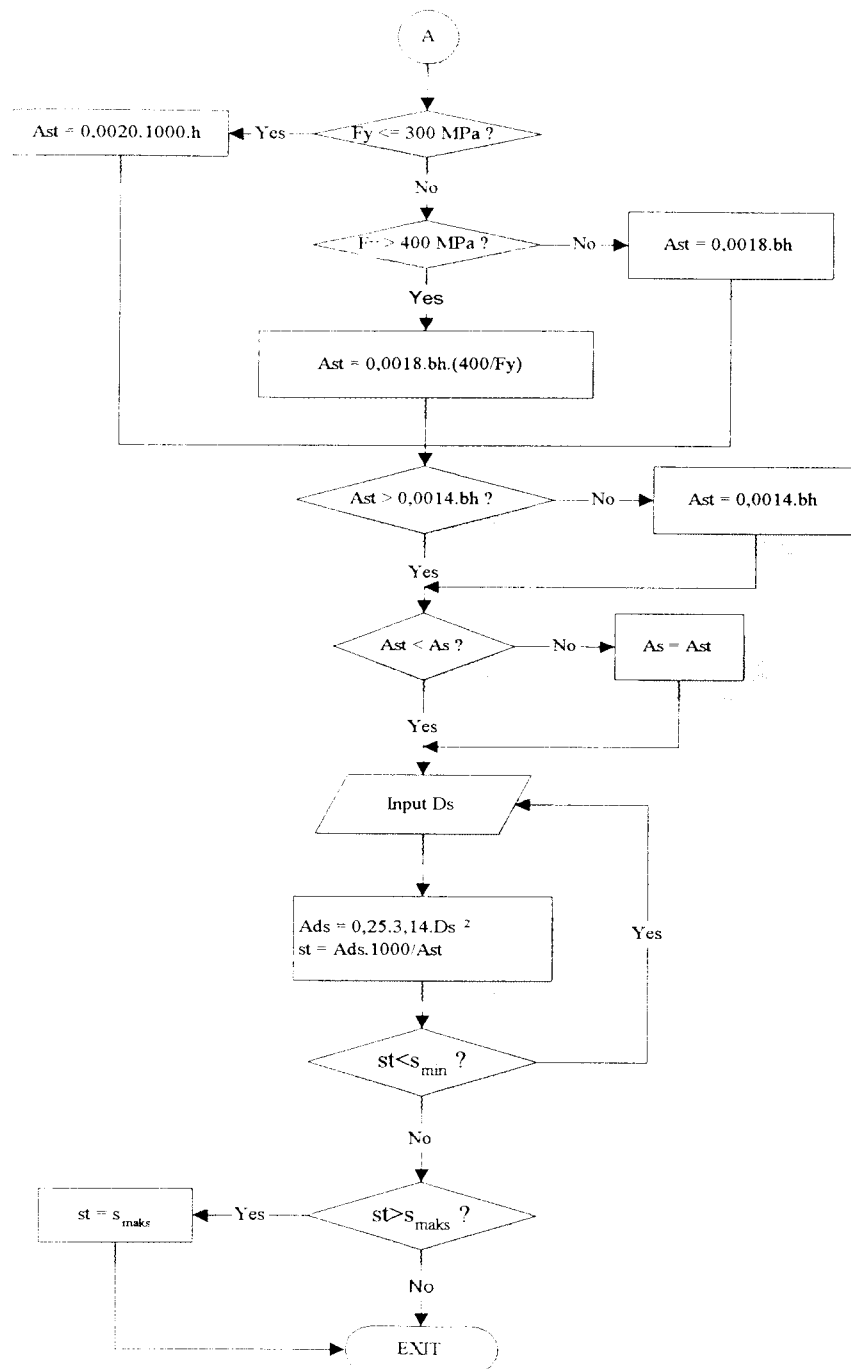 A
Ast = 0,0020.1000.h
Yes
Fy <= 300 MPa ?
No
> 400 MPa ?
No
Ast = 0,0018.bh
Yes
Ast = 0,0018.bh.(400/Fy)
Ast > 0,0014.bh ?
No
Ast = 0,0014.bh
Yes
Ast < As ?
No
As = Ast
Yes
Input Ds
Ads = 0,25.3,14.Ds ²
st = Ads.1000/Ast
Yes
st<s_min ?
No
st = s_maks
Yes
st>s_maks ?
No
EXIT